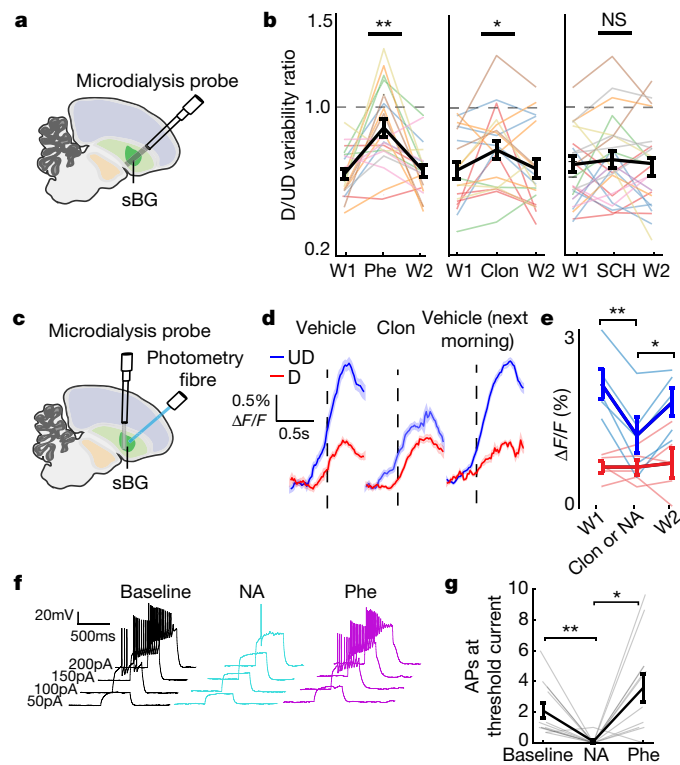 a
Microdialysis probe
sBG
b
D/UD variability ratio
1.5
1.0
0.2
**
*
NS
W1 Phe W2
W1 Clon W2
W1 SCH W2
c
Microdialysis probe
Photometry
fibre
sBG
d
Vehicle
Clon
Vehicle (next
morning)
UD
D
0.5%
ΔF/F
0.5s
e
ΔF/F (%)
3
0
**
*
W1
Clon or NA
W2
f
Baseline
NA
Phe
20mV
500ms
200pA
150pA
100pA
50pA
g
APs at
threshold current
10
8
6
4
2
0
**
*
Baseline NA Phe